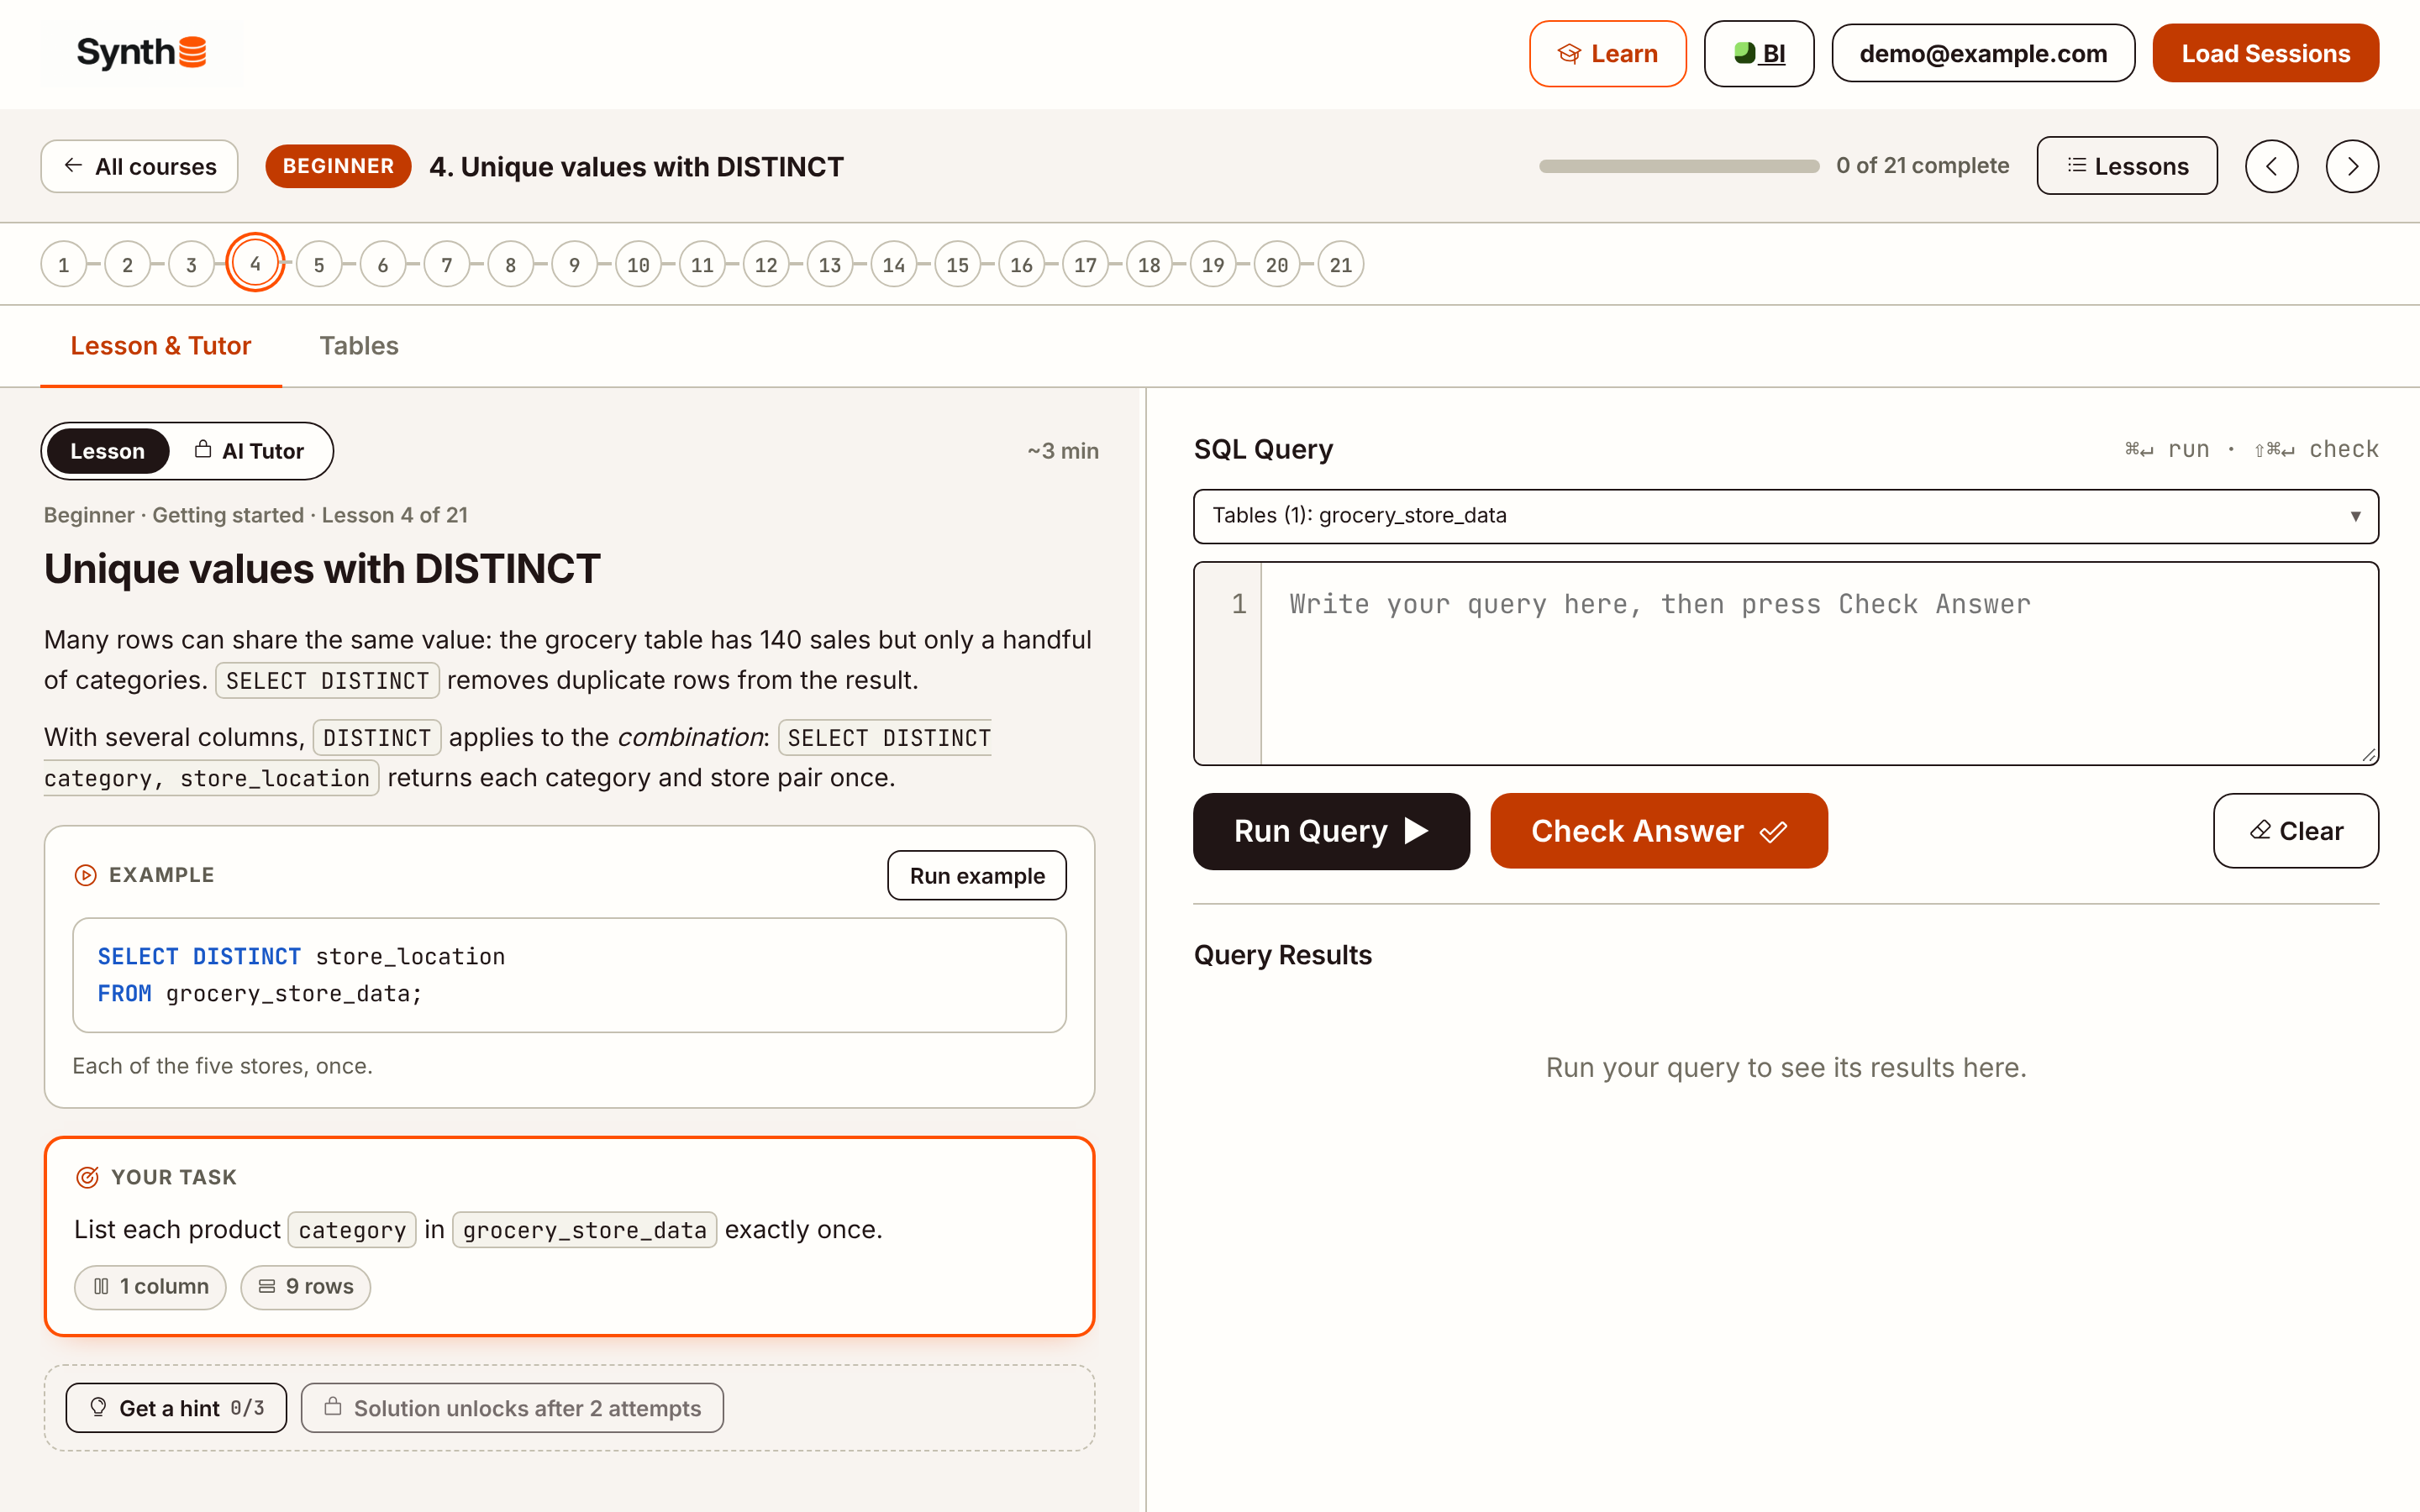 Synth
Learn
BI
demo@example.com
Load Sessions
← All courses
BEGINNER
4. Unique values with DISTINCT
0 of 21 complete
Lessons
1 2 3 4 5 6 7 8 9 10 11 12 13 14 15 16 17 18 19 20 21
Lesson & Tutor
Tables
Lesson
AI Tutor
~3 min
Beginner · Getting started · Lesson 4 of 21
Unique values with DISTINCT
Many rows can share the same value: the grocery table has 140 sales but only a handful
of categories. SELECT DISTINCT removes duplicate rows from the result.
With several columns, DISTINCT applies to the combination: SELECT DISTINCT
category, store_location returns each category and store pair once.
EXAMPLE
Run example
SELECT DISTINCT store_location
FROM grocery_store_data;
Each of the five stores, once.
YOUR TASK
List each product category in grocery_store_data exactly once.
1 column
9 rows
Get a hint 0/3
Solution unlocks after 2 attempts
SQL Query
⌘↵ run · ⇧⌘↵ check
Tables (1): grocery_store_data
1
Write your query here, then press Check Answer
Run Query
Check Answer
Clear
Query Results
Run your query to see its results here.